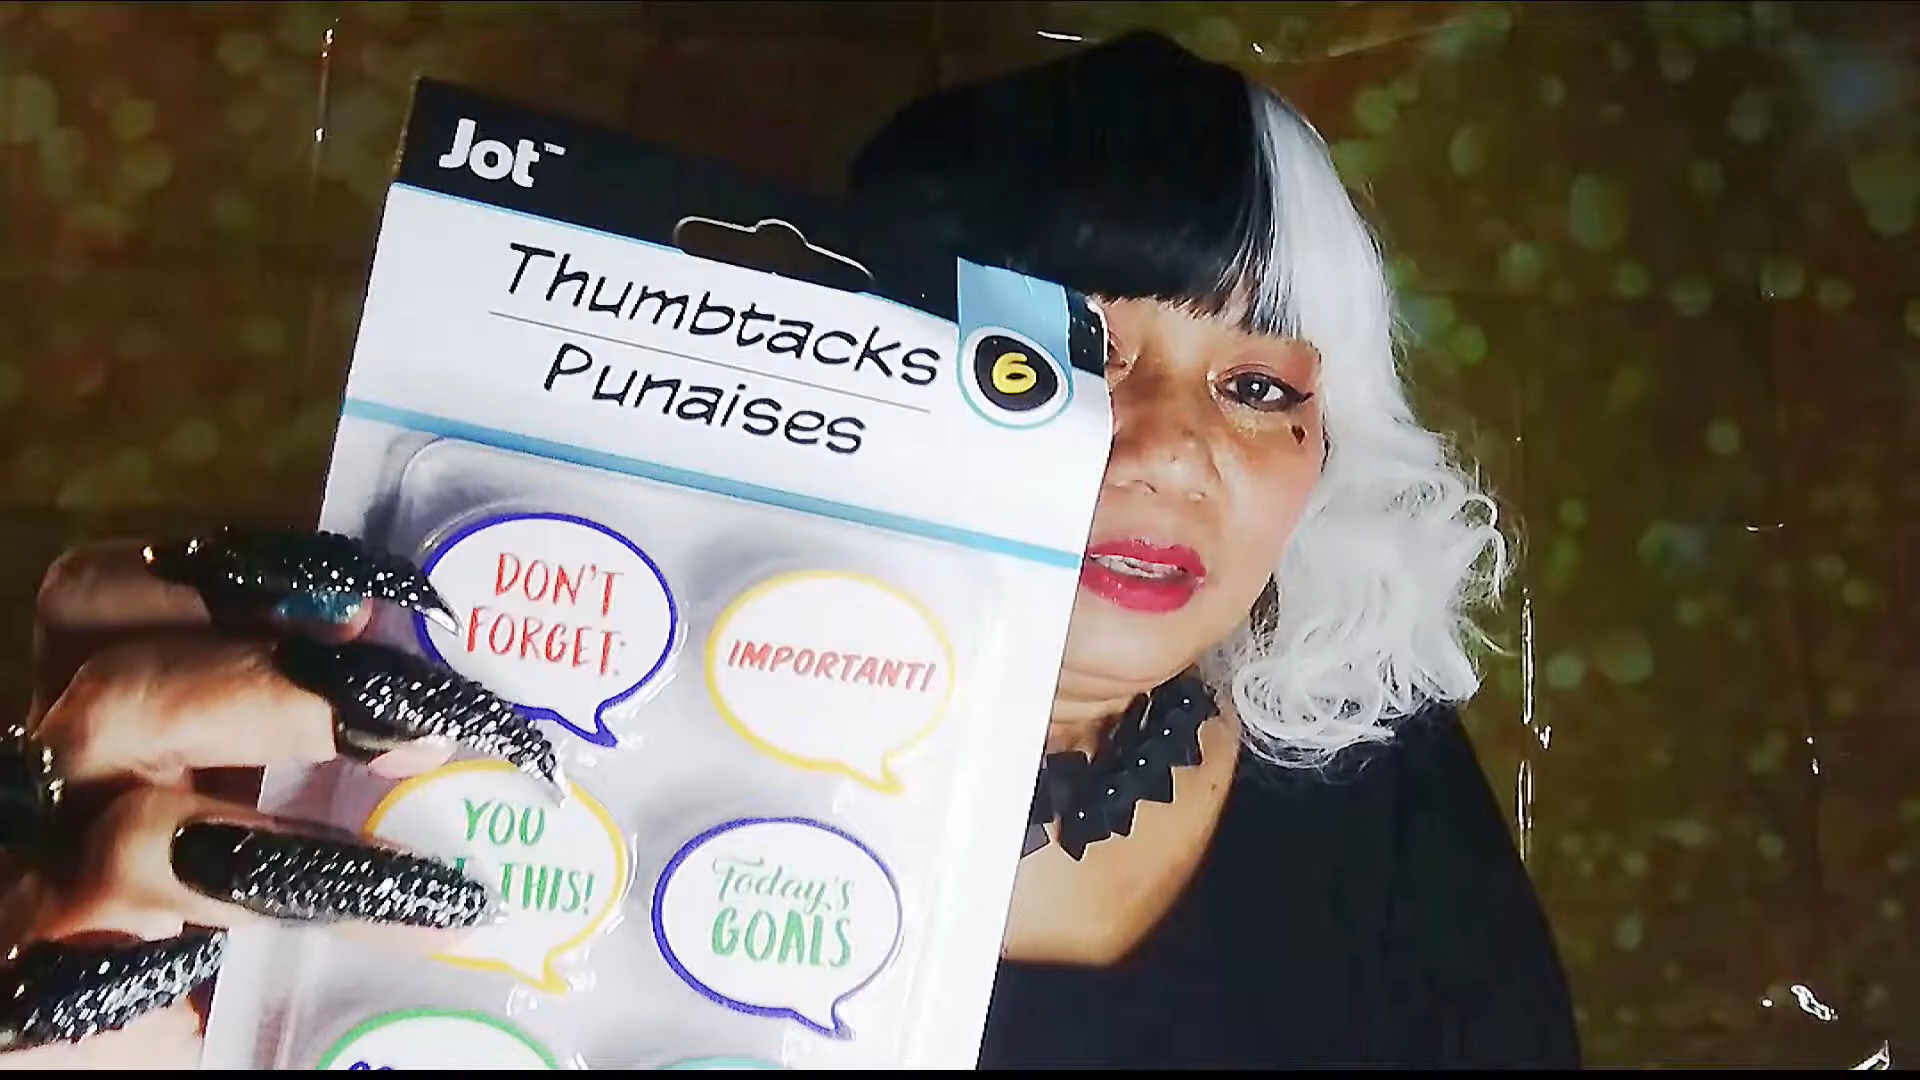 Jot™
Thumbtacks
Punaises
6
DON'T
FORGET:
IMPORTANT!
YOU
THIS!
Today's
GOALS